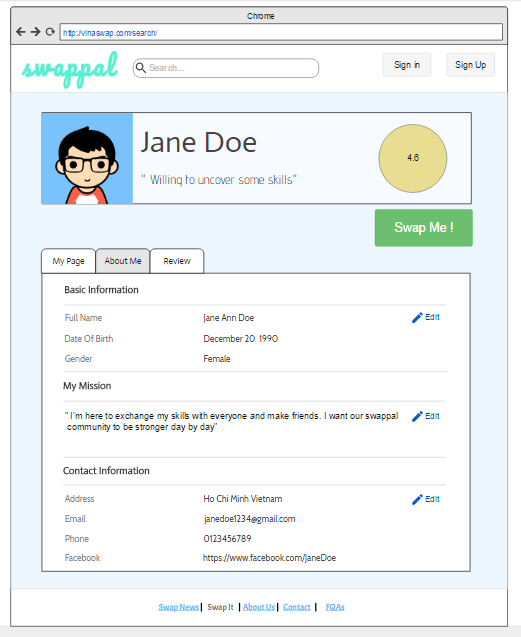 Chrome
http://vinaswap.com/search/
swappal
Search...
Sign in
Sign Up
Jane Doe
" Willing to uncover some skills"
4.6
Swap Me !
My Page
About Me
Review
Basic Information
Full Name Jane Ann Doe Edit
Date Of Birth December 20 1990
Gender Female
My Mission
" I'm here to exchange my skills with everyone and make friends. I want our swappal Edit
community to be stronger day by day"
Contact Information
Address Ho Chi Minh Vietnam Edit
Email janedoe1234@gmail.com
Phone 0123456789
Facebook https://www.facebook.com/JaneDoe
Swap News | Swap It | About Us | Contact | FQAs